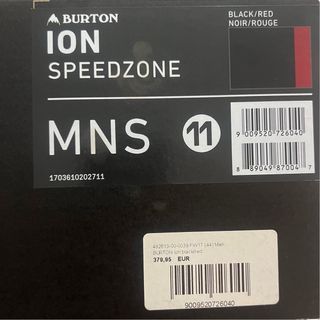 BURTON
ION
SPEEDZONE
BLACK/RED
NOIR/ROUGE
MNS 11
1703610202711
9 009520 726040
8 89049 87004 7
379,95 EUR
9009520726040